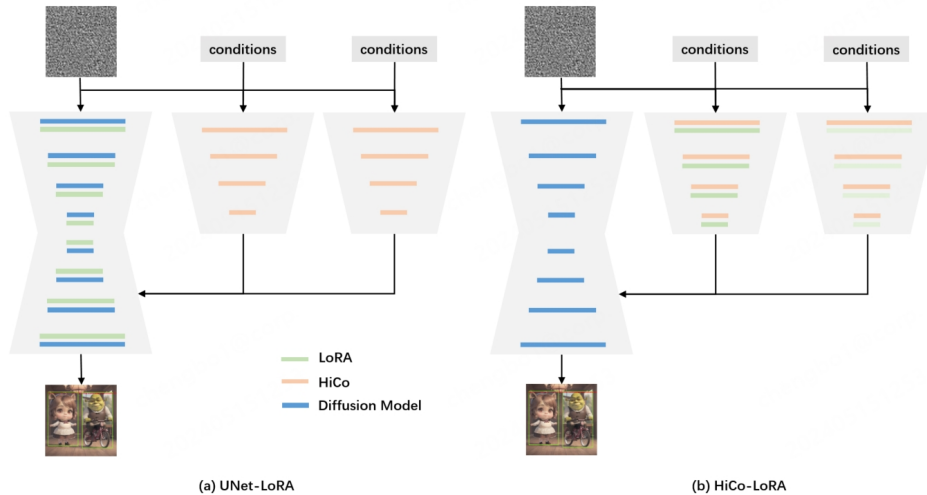 conditions
conditions
conditions
conditions
LoRA
HiCo
Diffusion Model
(a) UNet-LoRA
(b) HiCo-LoRA